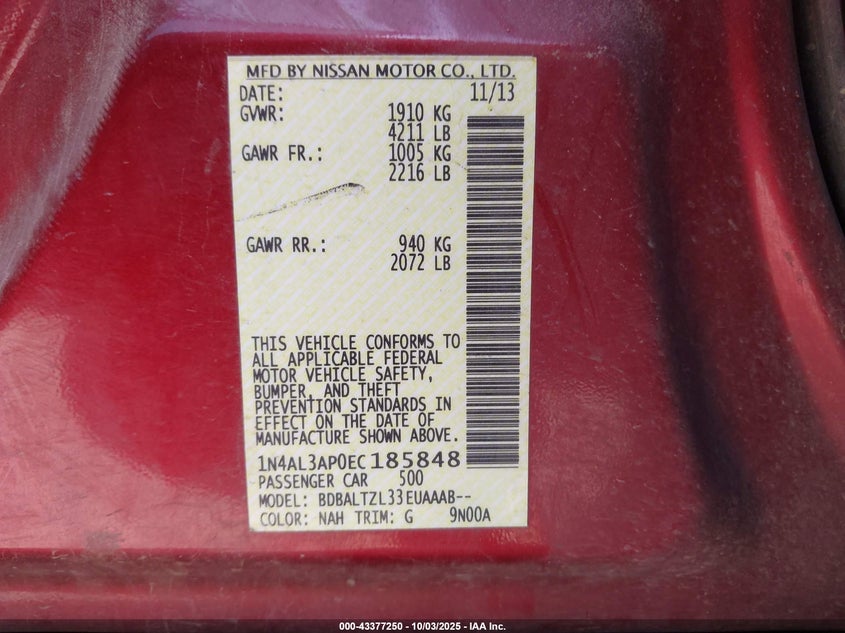 MFD BY NISSAN MOTOR CO., LTD.
DATE: 11/13
GVWR: 1910 KG
4211 LB
GAWR FR.: 1005 KG
2216 LB
GAWR RR.: 940 KG
2072 LB
THIS VEHICLE CONFORMS TO
ALL APPLICABLE FEDERAL
MOTOR VEHICLE SAFETY,
BUMPER, AND THEFT
PREVENTION STANDARDS IN
EFFECT ON THE DATE OF
MANUFACTURE SHOWN ABOVE.
1N4AL3AP0EC185848
PASSENGER CAR 500
MODEL: BDBALTZL33EUAAAB--
COLOR: NAH TRIM: G 9N00A
000-43377250 - 10/03/2025 - IAA Inc.